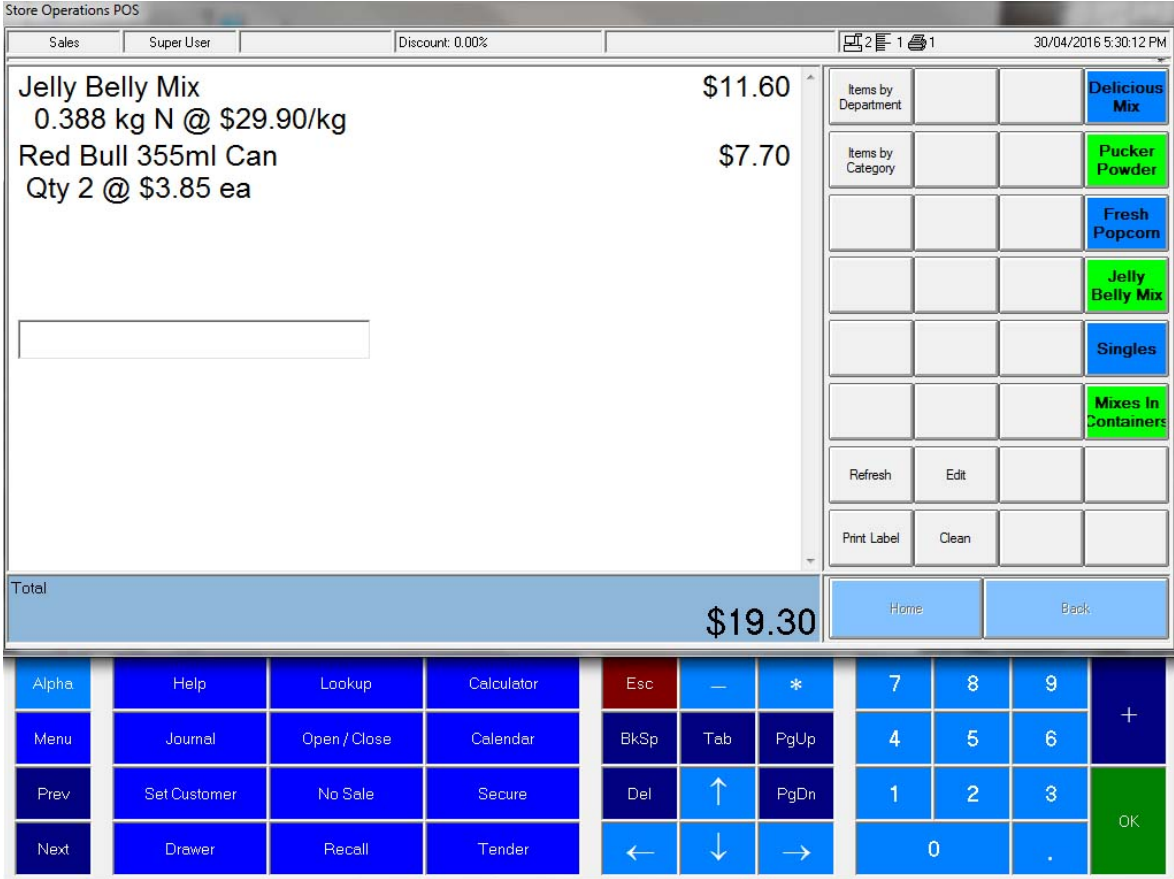 Store Operations POS
Sales Super User Discount: 0.00% 2 1 1 30/04/2016 5:30:12 PM
Jelly Belly Mix $11.60
0.388 kg N @ $29.90/kg
Red Bull 355ml Can $7.70
Qty 2 @ $3.85 ea
Items by
Department
Delicious
Mix
Items by
Category
Pucker
Powder
Fresh
Popcorn
Jelly
Belly Mix
Singles
Mixes In
Containers
Refresh Edit
Print Label Clean
Total
$19.30
Home Back
Alpha Help Lookup Calculator Esc — * 7 8 9 +
Menu Journal Open / Close Calendar BkSp Tab PgUp 4 5 6
Prev Set Customer No Sale Secure Del ↑ PgDn 1 2 3 OK
Next Drawer Recall Tender ← ↓ → 0 .